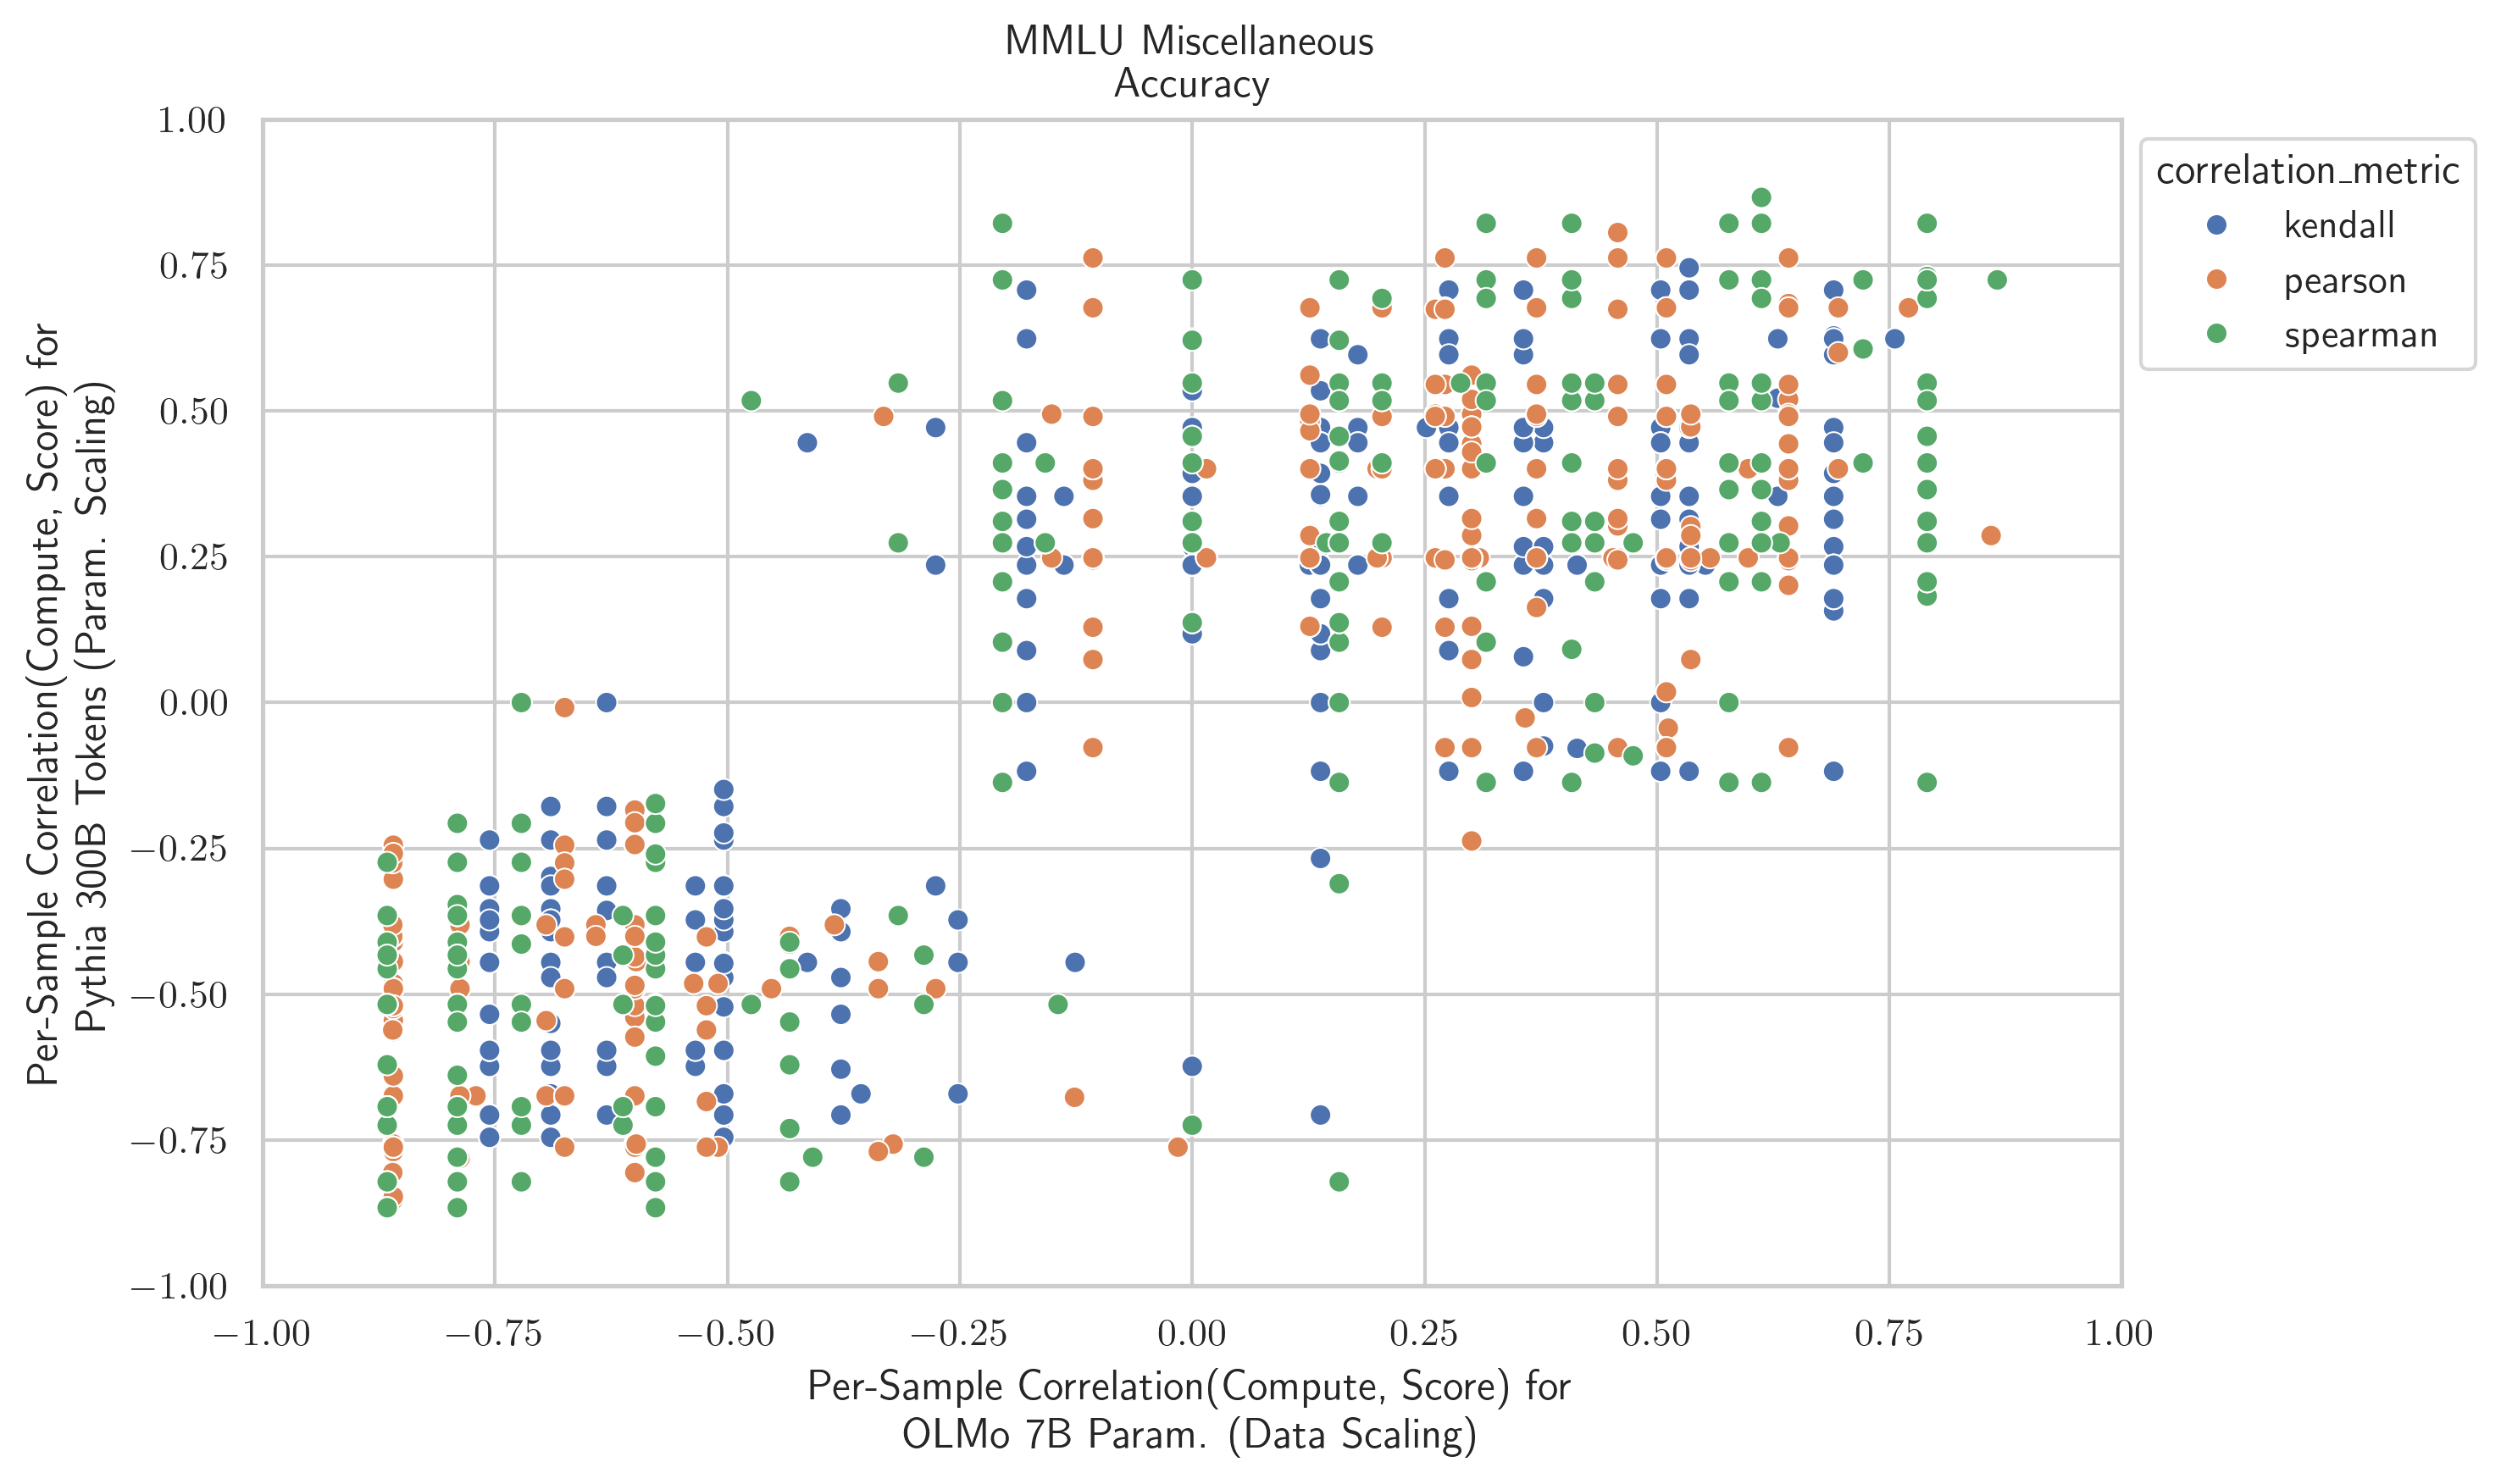 MMLU Miscellaneous
Accuracy
Per-Sample Correlation(Compute, Score) for
Pythia 300B Tokens (Param. Scaling)
1.00
0.75
0.50
0.25
0.00
−0.25
−0.50
−0.75
−1.00
−1.00 −0.75 −0.50 −0.25 0.00 0.25 0.50 0.75 1.00
Per-Sample Correlation(Compute, Score) for
OLMo 7B Param. (Data Scaling)
correlation_metric
kendall
pearson
spearman